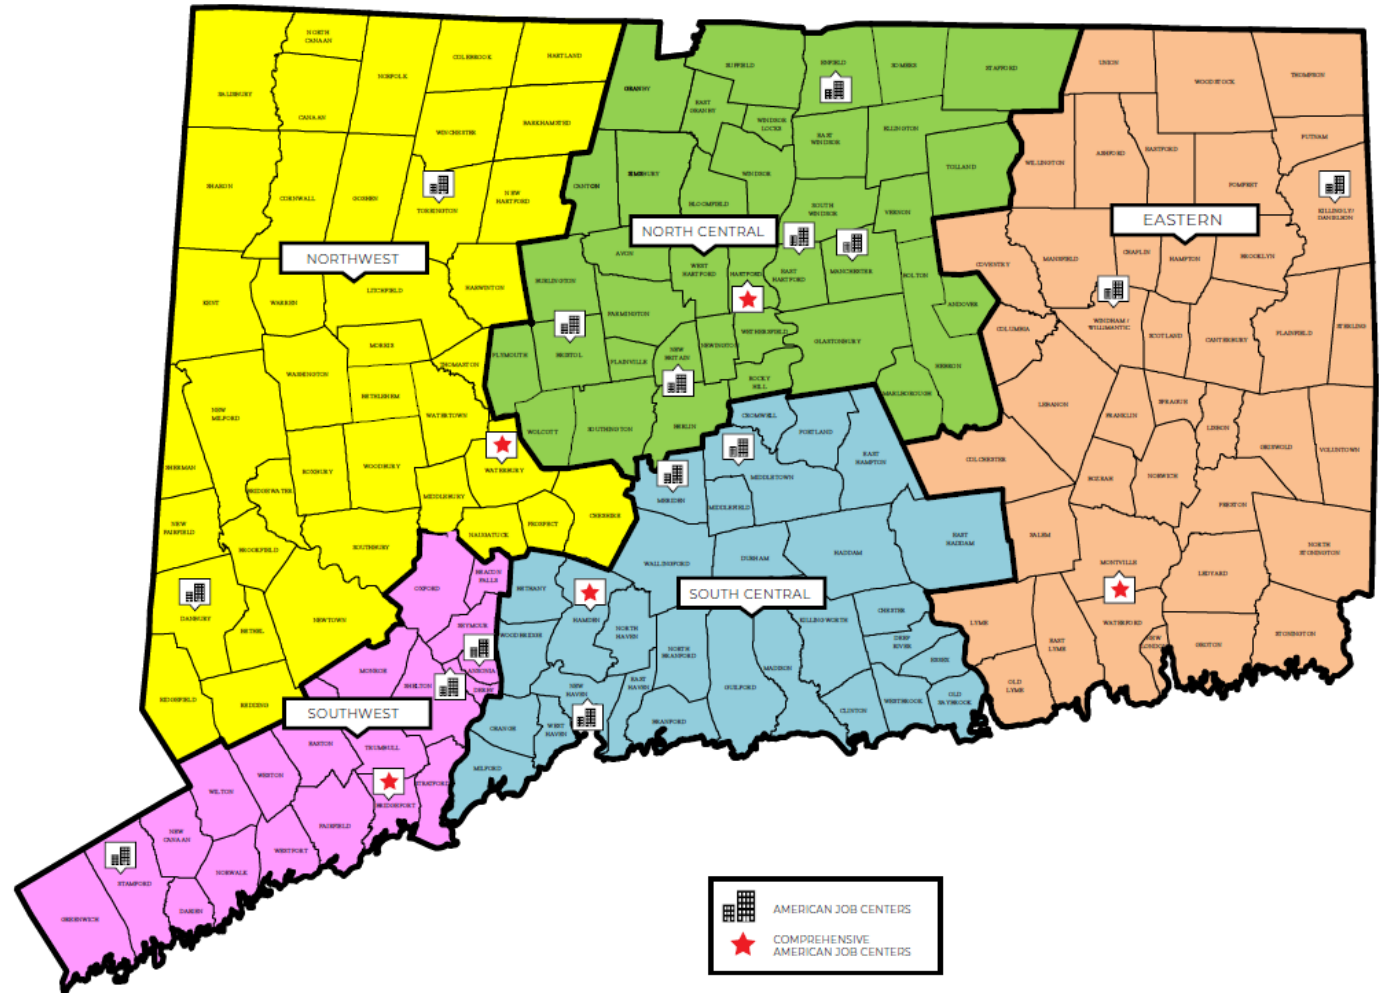 NORTH
CANAAN
COLEBROOK
HARTLAND
NORFOLK
SALISBURY
CANAAN
WINCHESTER
BARKHAMSTED
SHARON
CORNWALL
GOSHEN
TORRINGTON
NEW
HARTFORD
NORTHWEST
KENT
WARREN
LITCHFIELD
HARWINTON
MORRIS
WASHINGTON
THOMASTON
BETHLEHEM
NEW
MILFORD
WATERTOWN
SHERMAN
ROXBURY
WOODBURY
WATERBURY
BRIDGEWATER
MIDDLEBURY
NEW
FAIRFIELD
BROOKFIELD
SOUTHBURY
NAUGATUCK
PROSPECT
CHESHIRE
DANBURY
BETHEL
NEWTOWN
RIDGEFIELD
REDDING
GRANBY
SUFFIELD
ENFIELD
SOMERS
STAFFORD
EAST
GRANBY
WINDSOR
LOCKS
EAST
WINDSOR
ELLINGTON
TOLLAND
CANTON
SIMSBURY
WINDSOR
BLOOMFIELD
SOUTH
WINDSOR
VERNON
NORTH CENTRAL
AVON
WEST
HARTFORD
HARTFORD
EAST
HARTFORD
MANCHESTER
BOLTON
BURLINGTON
ANDOVER
FARMINGTON
PLYMOUTH
BRISTOL
PLAINVILLE
NEW
BRITAIN
NEWINGTON
WETHERSFIELD
GLASTONBURY
HEBRON
ROCKY
HILL
MARLBOROUGH
WOLCOTT
SOUTHINGTON
BERLIN
UNION
WOODSTOCK
THOMPSON
PUTNAM
WILLINGTON
ASHFORD
EASTFORD
POMFRET
KILLINGLY/
DANIELSON
EASTERN
COVENTRY
MANSFIELD
CHAPLIN
HAMPTON
BROOKLYN
COLUMBIA
WINDHAM /
WILLIMANTIC
SCOTLAND
CANTERBURY
PLAINFIELD
STERLING
LEBANON
FRANKLIN
SPRAGUE
LISBON
GRISWOLD
VOLUNTOWN
COLCHESTER
BOZRAH
NORWICH
PRESTON
SALEM
MONTVILLE
LEDYARD
NORTH
STONINGTON
LYME
EAST
LYME
WATERFORD
NEW
LONDON
GROTON
STONINGTON
OLD
LYME
CROMWELL
PORTLAND
EAST
HAMPTON
MERIDEN
MIDDLETOWN
MIDDLEFIELD
WALLINGFORD
DURHAM
HADDAM
EAST
HADDAM
SOUTH CENTRAL
BETHANY
HAMDEN
WOODBRIDGE
NORTH
HAVEN
NORTH
BRANFORD
KILLINGWORTH
CHESTER
DEEP
RIVER
ESSEX
MADISON
GUILFORD
NEW
HAVEN
EAST
HAVEN
ORANGE
WEST
HAVEN
BRANFORD
CLINTON
WESTBROOK
OLD
SAYBROOK
MILFORD
OXFORD
BEACON
FALLS
SEYMOUR
MONROE
SHELTON
ANSONIA
DERBY
SOUTHWEST
EASTON
TRUMBULL
WESTON
STRATFORD
WILTON
BRIDGEPORT
FAIRFIELD
NEW
CANAAN
WESTPORT
NORWALK
STAMFORD
DARIEN
GREENWICH
AMERICAN JOB CENTERS
COMPREHENSIVE
AMERICAN JOB CENTERS